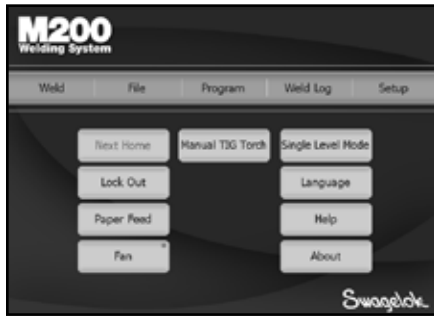 M200
Welding System
Weld File Program Weld Log Setup
Next Home Manual TIG Torch Single Level Mode
Lock Out Language
Paper Feed Help
Fan About
Swagelok